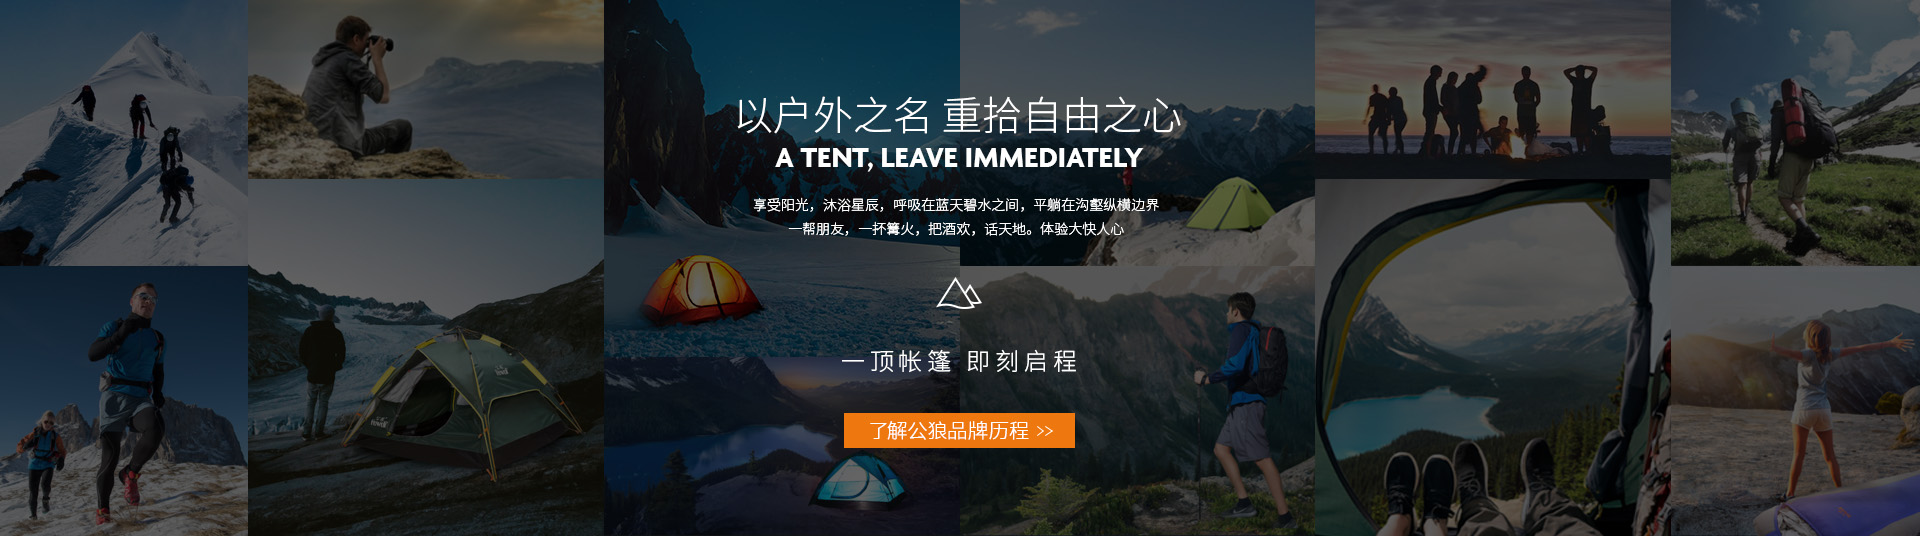 以户外之名 重拾自由之心
A TENT, LEAVE IMMEDIATELY
享受阳光，沐浴星辰，呼吸在蓝天碧水之间，平躺在沟壑纵横边界
一帮朋友，一抔篝火，把酒欢，话天地。体验大快人心
一顶帐篷 即刻启程
了解公狼品牌历程 >>